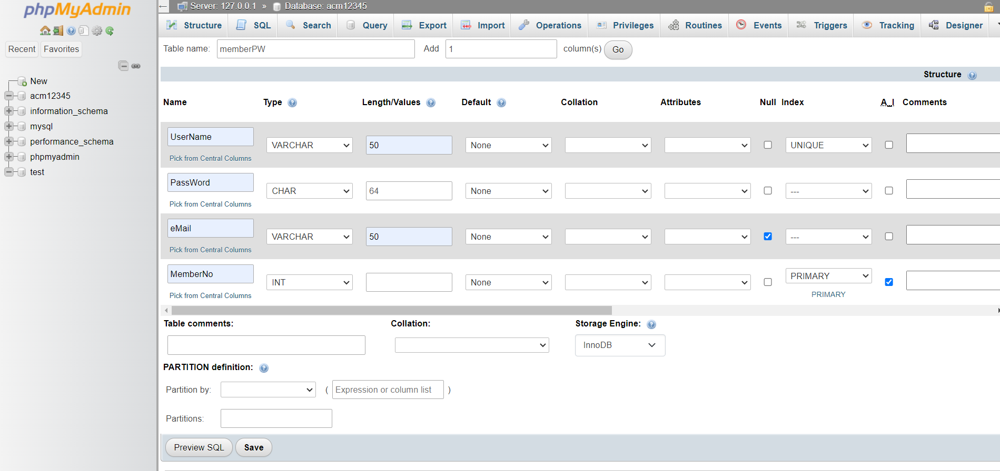 phpMyAdmin
Recent Favorites
New
acm12345
information_schema
mysql
performance_schema
phpmyadmin
test
Server: 127.0.0.1 » Database: acm12345
Structure SQL Search Query Export Import Operations Privileges Routines Events Triggers Tracking Designer
Table name: memberPW Add 1 column(s) Go
Structure
Name Type Length/Values Default Collation Attributes Null Index A_I Comments
UserName VARCHAR 50 None UNIQUE
Pick from Central Columns
PassWord CHAR 64 None ---
Pick from Central Columns
eMail VARCHAR 50 None ---
Pick from Central Columns
MemberNo INT None PRIMARY
Pick from Central Columns PRIMARY
Table comments: Collation: Storage Engine:
InnoDB
PARTITION definition:
Partition by: ( Expression or column list )
Partitions:
Preview SQL Save